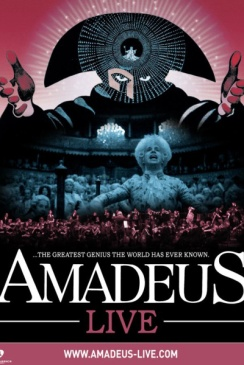 ...THE GREATEST GENIUS THE WORLD HAS EVER KNOWN.
AMADEUS
LIVE
WWW.AMADEUS-LIVE.COM